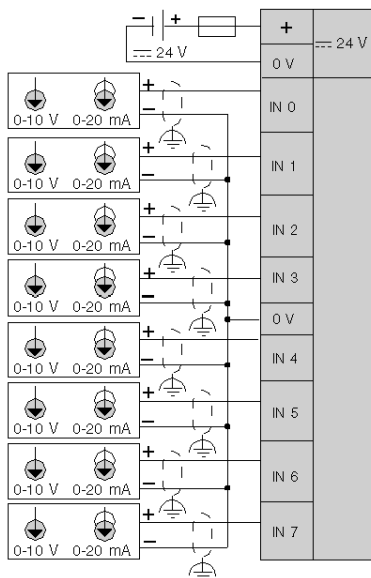 − + +
⎓ 24 V
⎓ 24 V
0 V
+
−
0-10 V 0-20 mA
IN 0
+
−
0-10 V 0-20 mA
IN 1
+
−
0-10 V 0-20 mA
IN 2
+
−
0-10 V 0-20 mA
IN 3
0 V
+
−
0-10 V 0-20 mA
IN 4
+
−
0-10 V 0-20 mA
IN 5
+
−
0-10 V 0-20 mA
IN 6
+
−
0-10 V 0-20 mA
IN 7